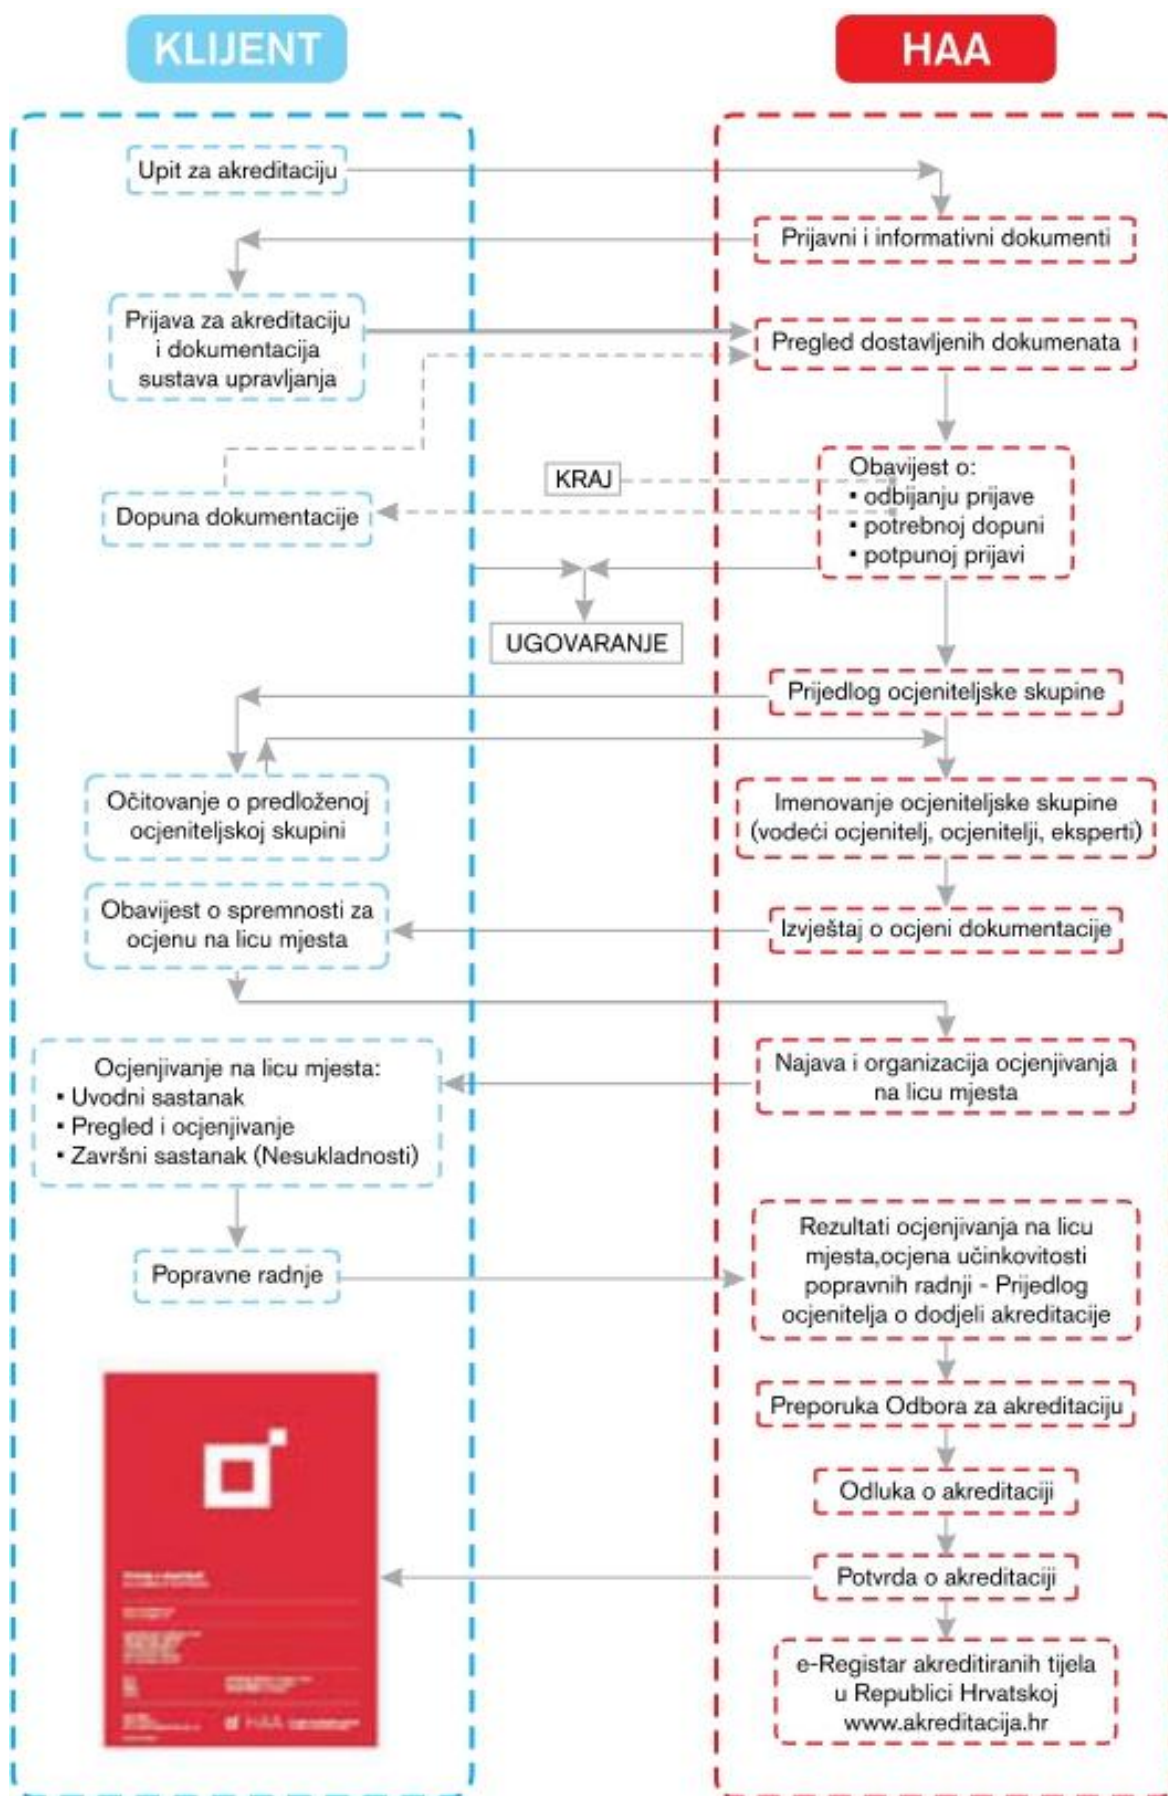 KLIJENT
HAA
Upit za akreditaciju
Prijavni i informativni dokumenti
Prijava za akreditaciju
i dokumentacija
sustava upravljanja
Pregled dostavljenih dokumenata
KRAJ
Obavijest o:
▪ odbijanju prijave
▪ potrebnoj dopuni
▪ potpunoj prijavi
Dopuna dokumentacije
UGOVARANJE
Prijedlog ocjeniteljske skupine
Očitovanje o predloženoj
ocjeniteljskoj skupini
Imenovanje ocjeniteljske skupine
(vodeći ocjenitelj, ocjenitelji, eksperti)
Obavijest o spremnosti za
ocjenu na licu mjesta
Izvještaj o ocjeni dokumentacije
Ocjenjivanje na licu mjesta:
▪ Uvodni sastanak
▪ Pregled i ocjenjivanje
▪ Završni sastanak (Nesukladnosti)
Najava i organizacija ocjenjivanja
na licu mjesta
Popravne radnje
Rezultati ocjenjivanja na licu
mjesta,ocjena učinkovitosti
popravnih radnji - Prijedlog
ocjenitelja o dodjeli akreditacije
Preporuka Odbora za akreditaciju
Odluka o akreditaciji
Potvrda o akreditaciji
e-Registar akreditiranih tijela
u Republici Hrvatskoj
www.akreditacija.hr
HAA